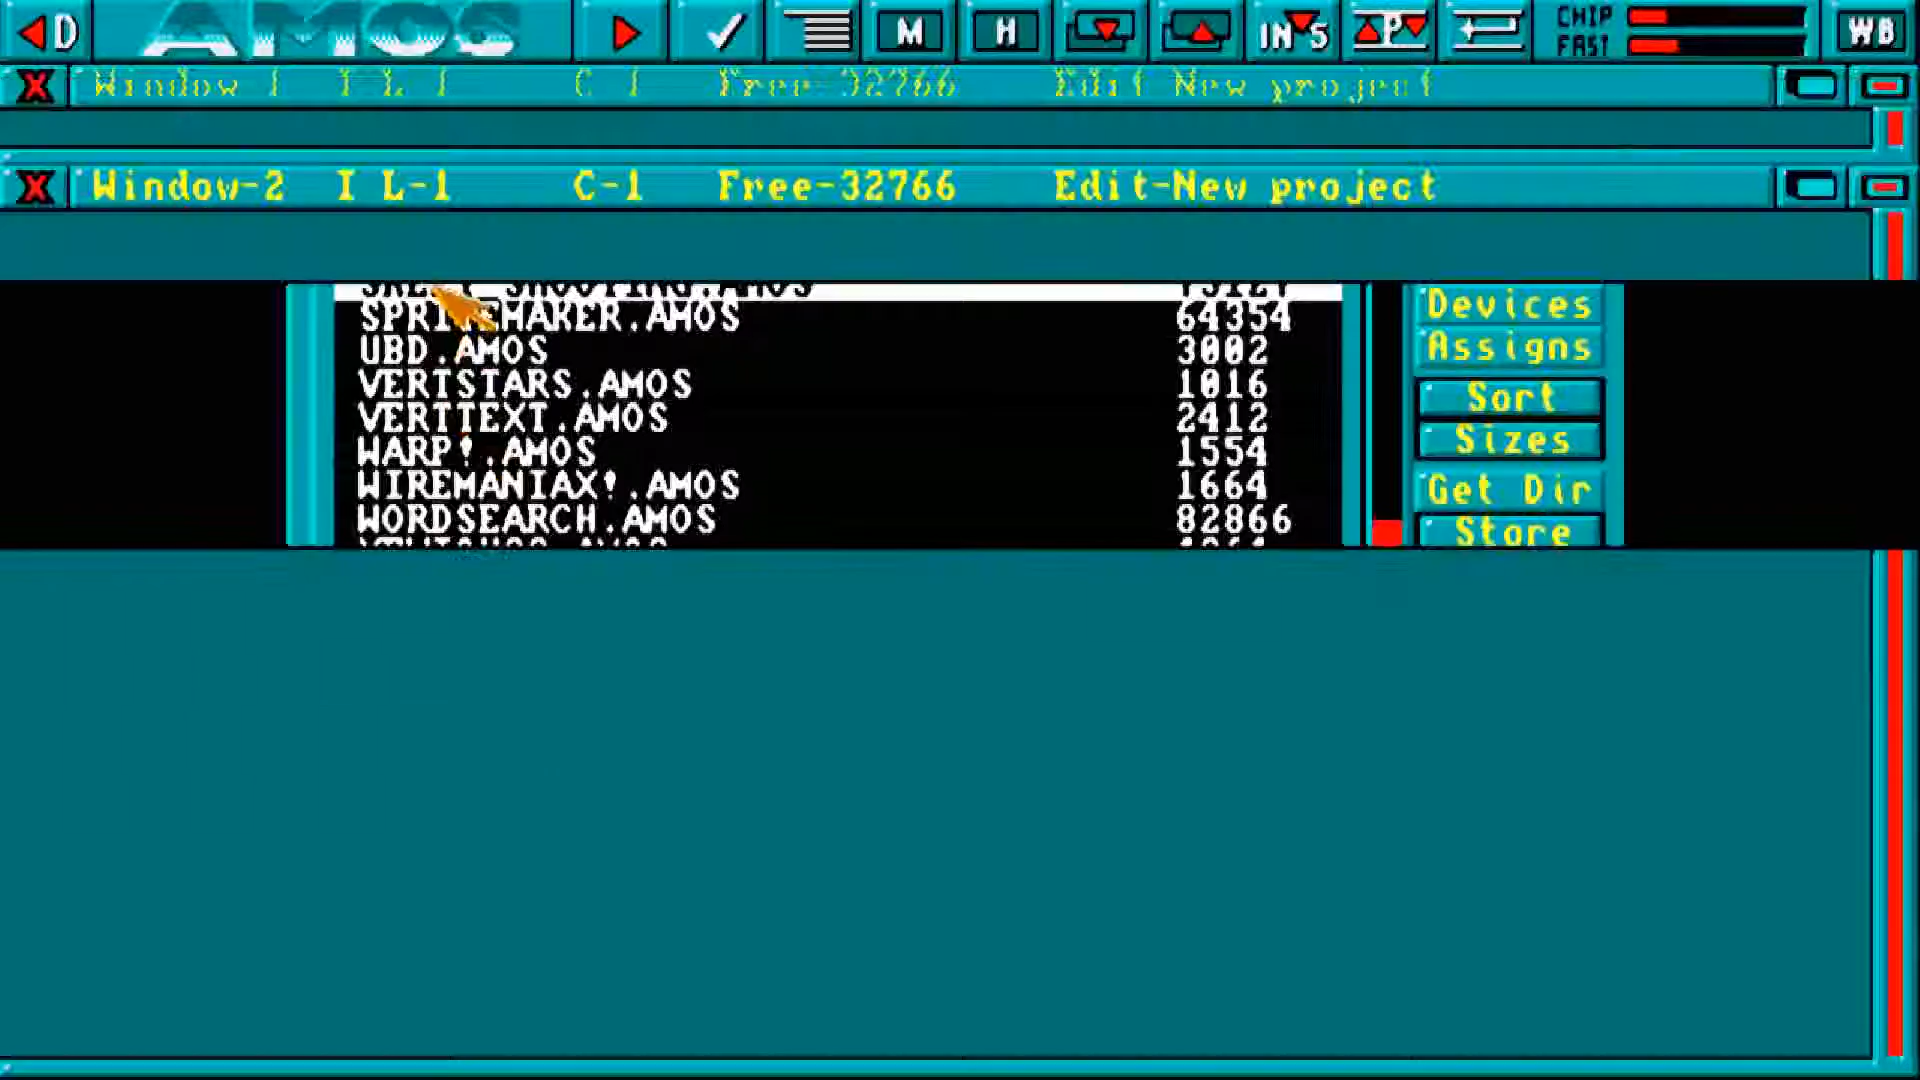 D AMOS M H INS P CHIP WB
FAST
Window 1 I L 1 C 1 Free-32766 Edit New project
Window-2 I L-1 C-1 Free-32766 Edit-New project
Devices
SPRITEMAKER.AMOS 64354
UBD.AMOS 3002 Assigns
VERTSTARS.AMOS 1016 Sort
VERTTEXT.AMOS 2412
WARP!.AMOS 1554 Sizes
WIREMANIAX!.AMOS 1664 Get Dir
WORDSEARCH.AMOS 82866 Store